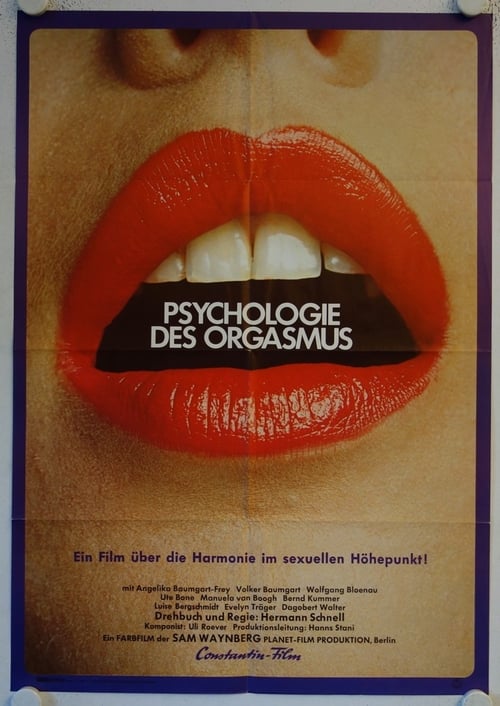 PSYCHOLOGIE
DES ORGASMUS
Ein Film über die Harmonie im sexuellen Höhepunkt!
mit Angelika Baumgart-Frey Volker Baumgart Wolfgang Bloenau
Ute Bone Manuela van Boogh Bernd Kummer
Luise Bergschmidt Evelyn Träger Dagobert Walter
Drehbuch und Regie: Hermann Schnell
Komponist: Uli Roever Produktionsleitung: Hanns Stani
Ein FARBFILM der SAM WAYNBERG PLANET-FILM PRODUKTION, Berlin
Constantin-Film